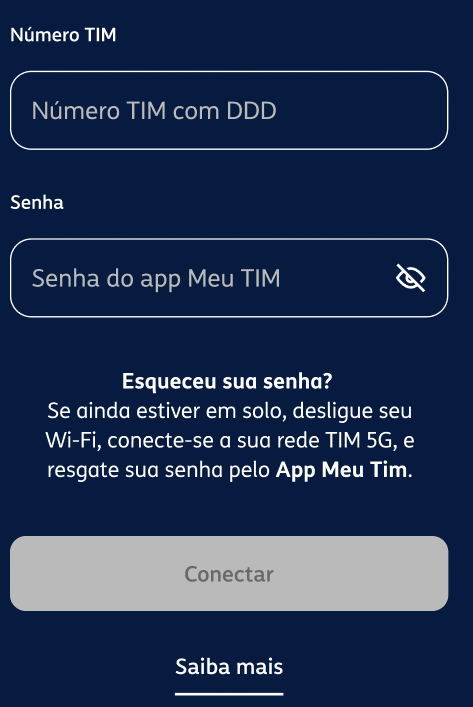 Número TIM
Número TIM com DDD
Senha
Senha do app Meu TIM
Esqueceu sua senha?
Se ainda estiver em solo, desligue seu
Wi-Fi, conecte-se a sua rede TIM 5G, e
resgate sua senha pelo App Meu Tim.
Conectar
Saiba mais